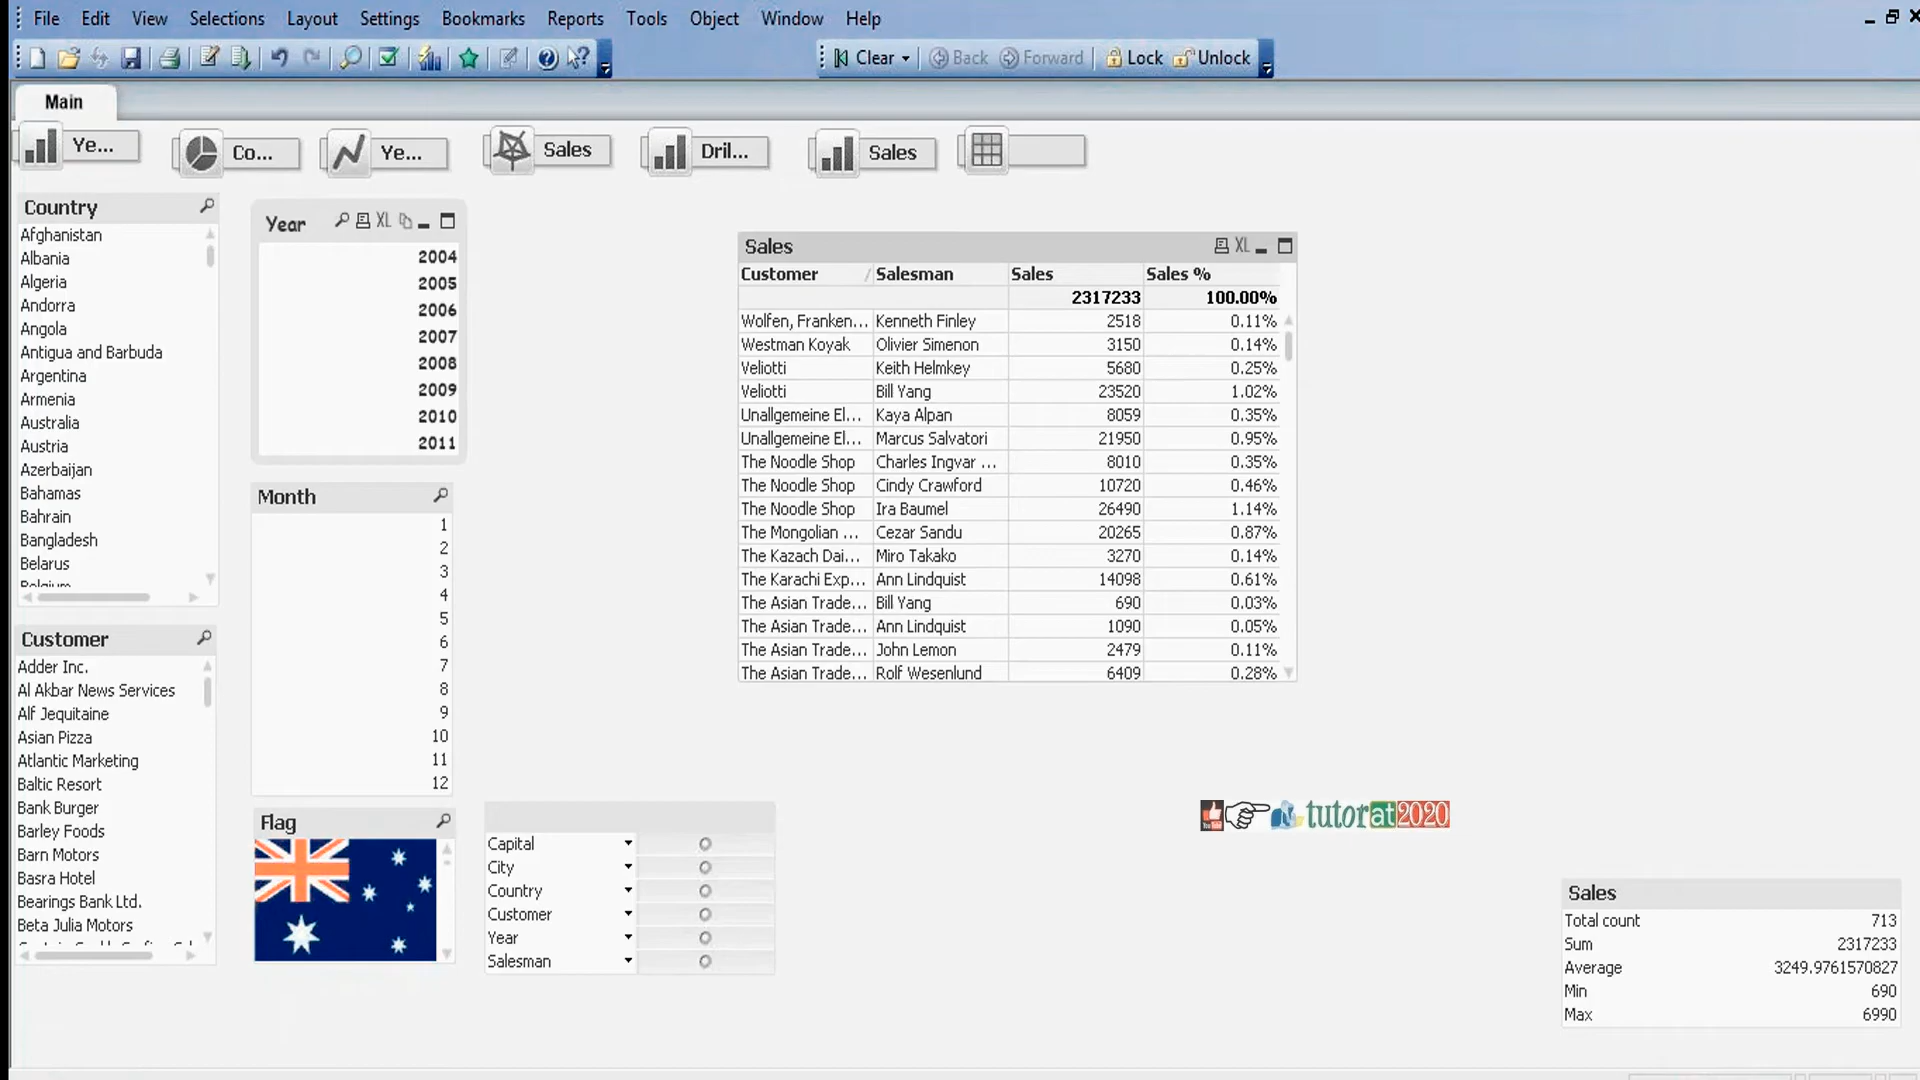 File Edit View Selections Layout Settings Bookmarks Reports Tools Object Window Help
Clear Back Forward Lock Unlock
Main
Ye... Co... Ye... Sales Dril... Sales
Country
Afghanistan
Albania
Algeria
Andorra
Angola
Antigua and Barbuda
Argentina
Armenia
Australia
Austria
Azerbaijan
Bahamas
Bahrain
Bangladesh
Belarus
Belgium
Customer
Adder Inc.
Al Akbar News Services
Alf Jequitaine
Asian Pizza
Atlantic Marketing
Baltic Resort
Bank Burger
Barley Foods
Barn Motors
Basra Hotel
Bearings Bank Ltd.
Beta Julia Motors
Year XL
2004
2005
2006
2007
2008
2009
2010
2011
Month
1
2
3
4
5
6
7
8
9
10
11
12
Flag
Capital
City
Country
Customer
Year
Salesman
Sales XL
Customer Salesman Sales Sales %
2317233 100.00%
Wolfen, Franken... Kenneth Finley 2518 0.11%
Westman Koyak Olivier Simenon 3150 0.14%
Veliotti Keith Helmkey 5680 0.25%
Veliotti Bill Yang 23520 1.02%
Unallgemeine El... Kaya Alpan 8059 0.35%
Unallgemeine El... Marcus Salvatori 21950 0.95%
The Noodle Shop Charles Ingvar ... 8010 0.35%
The Noodle Shop Cindy Crawford 10720 0.46%
The Noodle Shop Ira Baumel 26490 1.14%
The Mongolian ... Cezar Sandu 20265 0.87%
The Kazach Dai... Miro Takako 3270 0.14%
The Karachi Exp... Ann Lindquist 14098 0.61%
The Asian Trade... Bill Yang 690 0.03%
The Asian Trade... Ann Lindquist 1090 0.05%
The Asian Trade... John Lemon 2479 0.11%
The Asian Trade... Rolf Wesenlund 6409 0.28%
tutorat2020
Sales
Total count 713
Sum 2317233
Average 3249.9761570827
Min 690
Max 6990